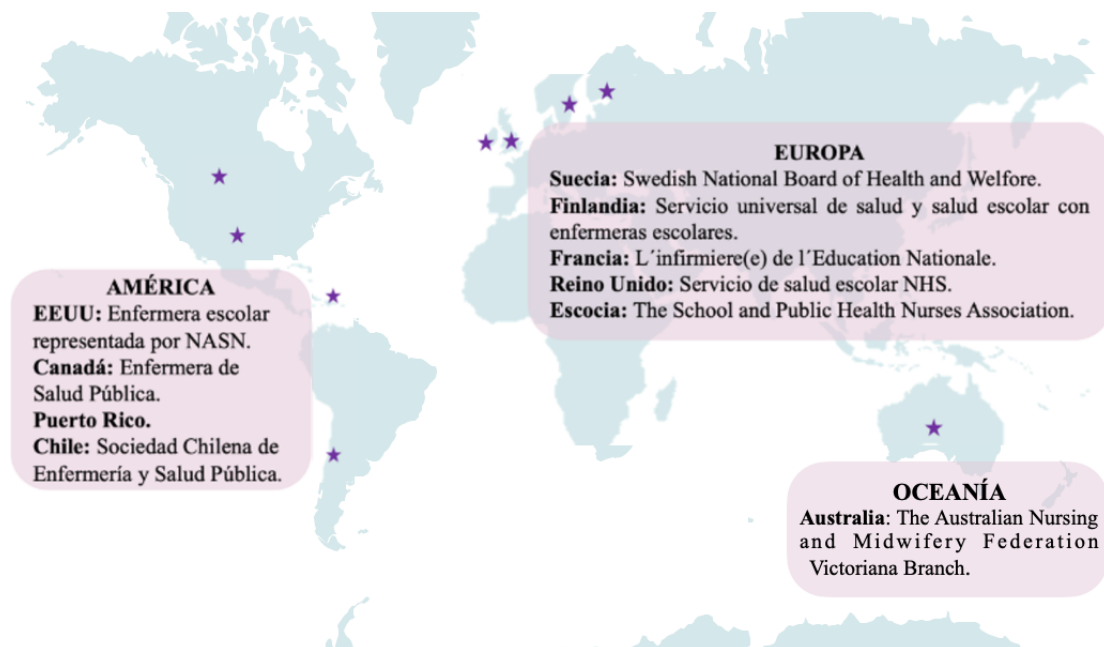 AMÉRICA
EEUU: Enfermera escolar
representada por NASN.
Canadá: Enfermera de
Salud Pública.
Puerto Rico.
Chile: Sociedad Chilena de
Enfermería y Salud Pública.
EUROPA
Suecia: Swedish National Board of Health and Welfore.
Finlandia: Servicio universal de salud y salud escolar con
enfermeras escolares.
Francia: L´infirmiere(e) de l´Education Nationale.
Reino Unido: Servicio de salud escolar NHS.
Escocia: The School and Public Health Nurses Association.
OCEANÍA
Australia: The Australian Nursing
and Midwifery Federation
Victoriana Branch.